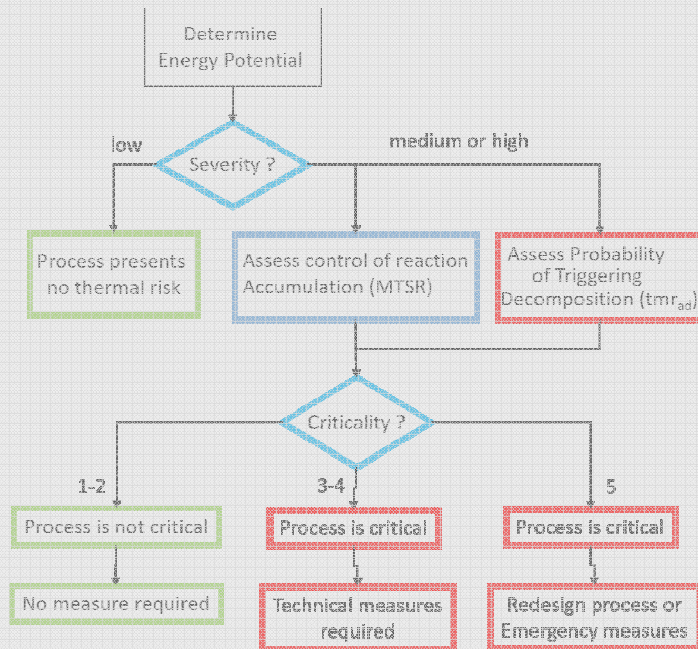 Determine
Energy Potential
low
medium or high
Severity ?
Process presents
no thermal risk
Assess control of reaction
Accumulation (MTSR)
Assess Probability
of Triggering
Decomposition (tmrad)
Criticality ?
1-2
3-4
5
Process is not critical
Process is critical
Process is critical
No measure required
Technical measures
required
Redesign process or
Emergency measures